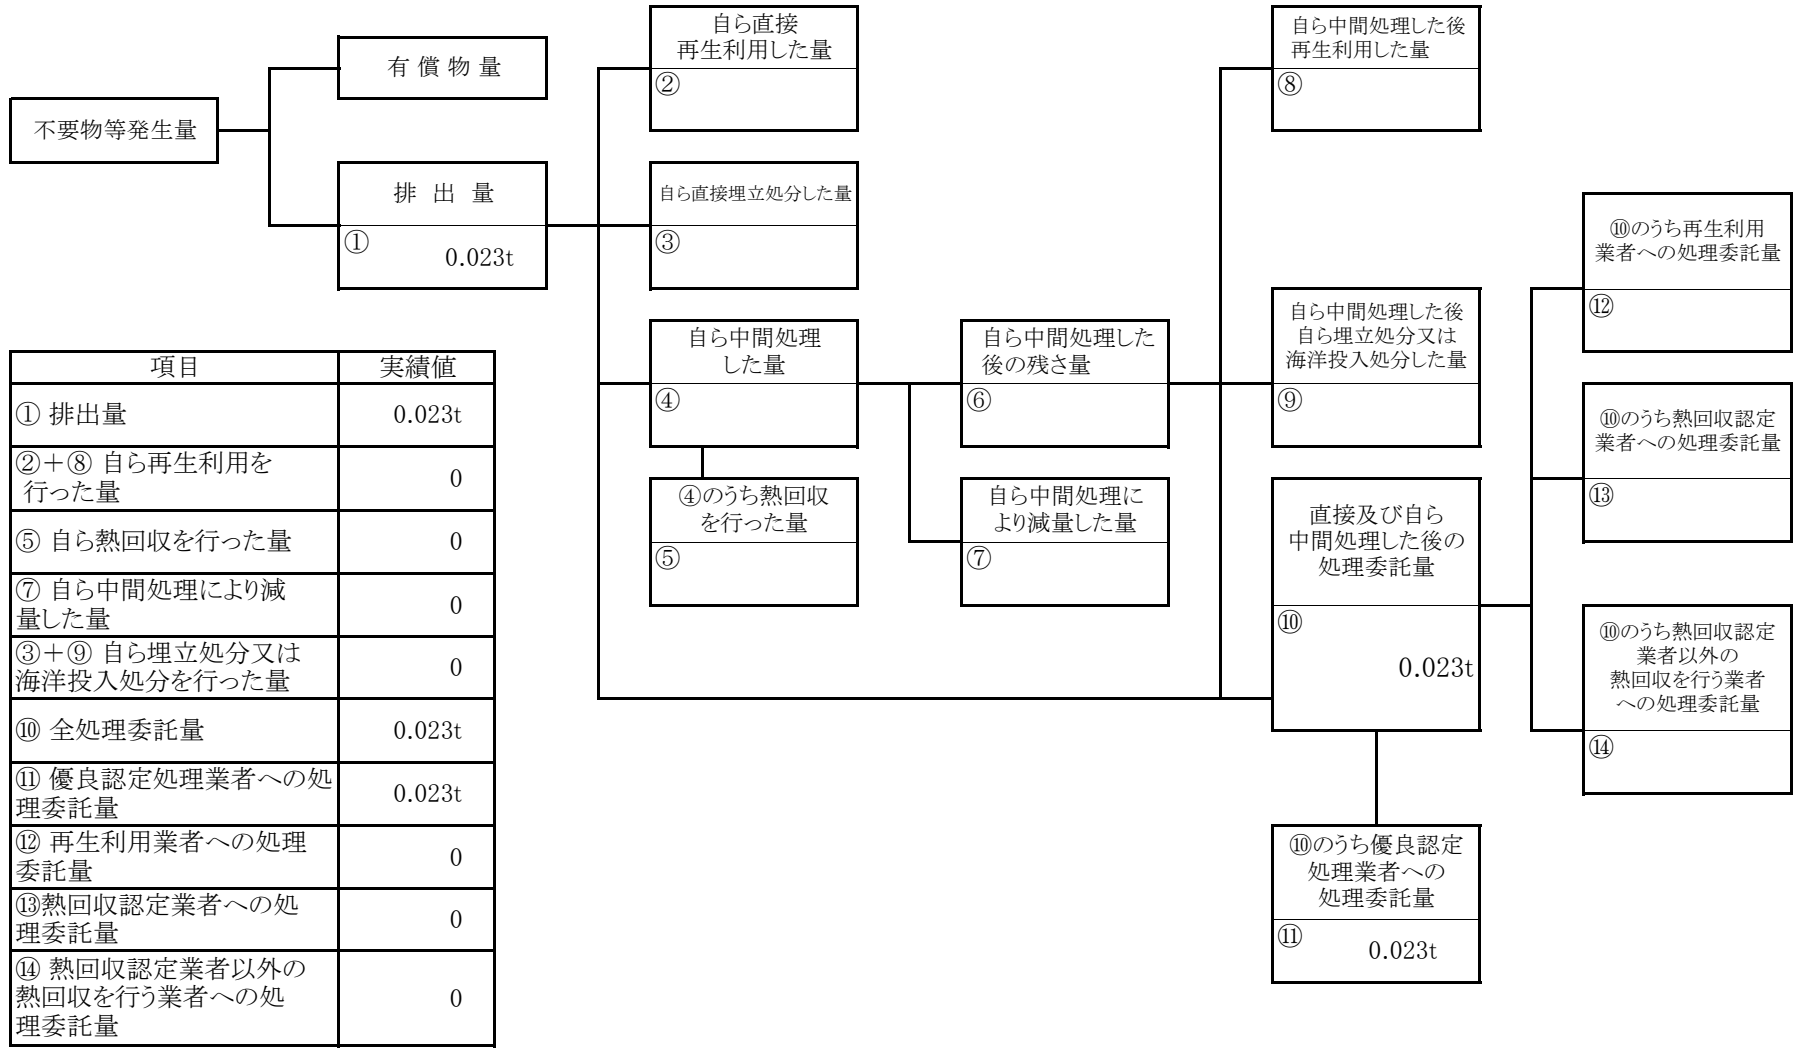 不要物等発生量
有 償 物 量
排 出 量
①
0.023t
自ら直接
再生利用した量
②
自ら直接埋立処分した量
③
自ら中間処理
した量
④
④のうち熱回収
を行った量
⑤
自ら中間処理した
後の残さ量
⑥
自ら中間処理に
より減量した量
⑦
自ら中間処理した後
再生利用した量
⑧
自ら中間処理した後
自ら埋立処分又は
海洋投入処分した量
⑨
直接及び自ら
中間処理した後の
処理委託量
⑩
0.023t
⑩のうち優良認定
処理業者への
処理委託量
⑪
0.023t
⑩のうち再生利用
業者への処理委託量
⑫
⑩のうち熱回収認定
業者への処理委託量
⑬
⑩のうち熱回収認定
業者以外の
熱回収を行う業者
への処理委託量
⑭
項目 実績値
① 排出量 0.023t
②＋⑧ 自ら再生利用を
行った量 0
⑤ 自ら熱回収を行った量 0
⑦ 自ら中間処理により減
量した量 0
③＋⑨ 自ら埋立処分又は
海洋投入処分を行った量 0
⑩ 全処理委託量 0.023t
⑪ 優良認定処理業者への処
理委託量 0.023t
⑫ 再生利用業者への処理
委託量 0
⑬熱回収認定業者への処
理委託量 0
⑭ 熱回収認定業者以外の
熱回収を行う業者への処
理委託量 0